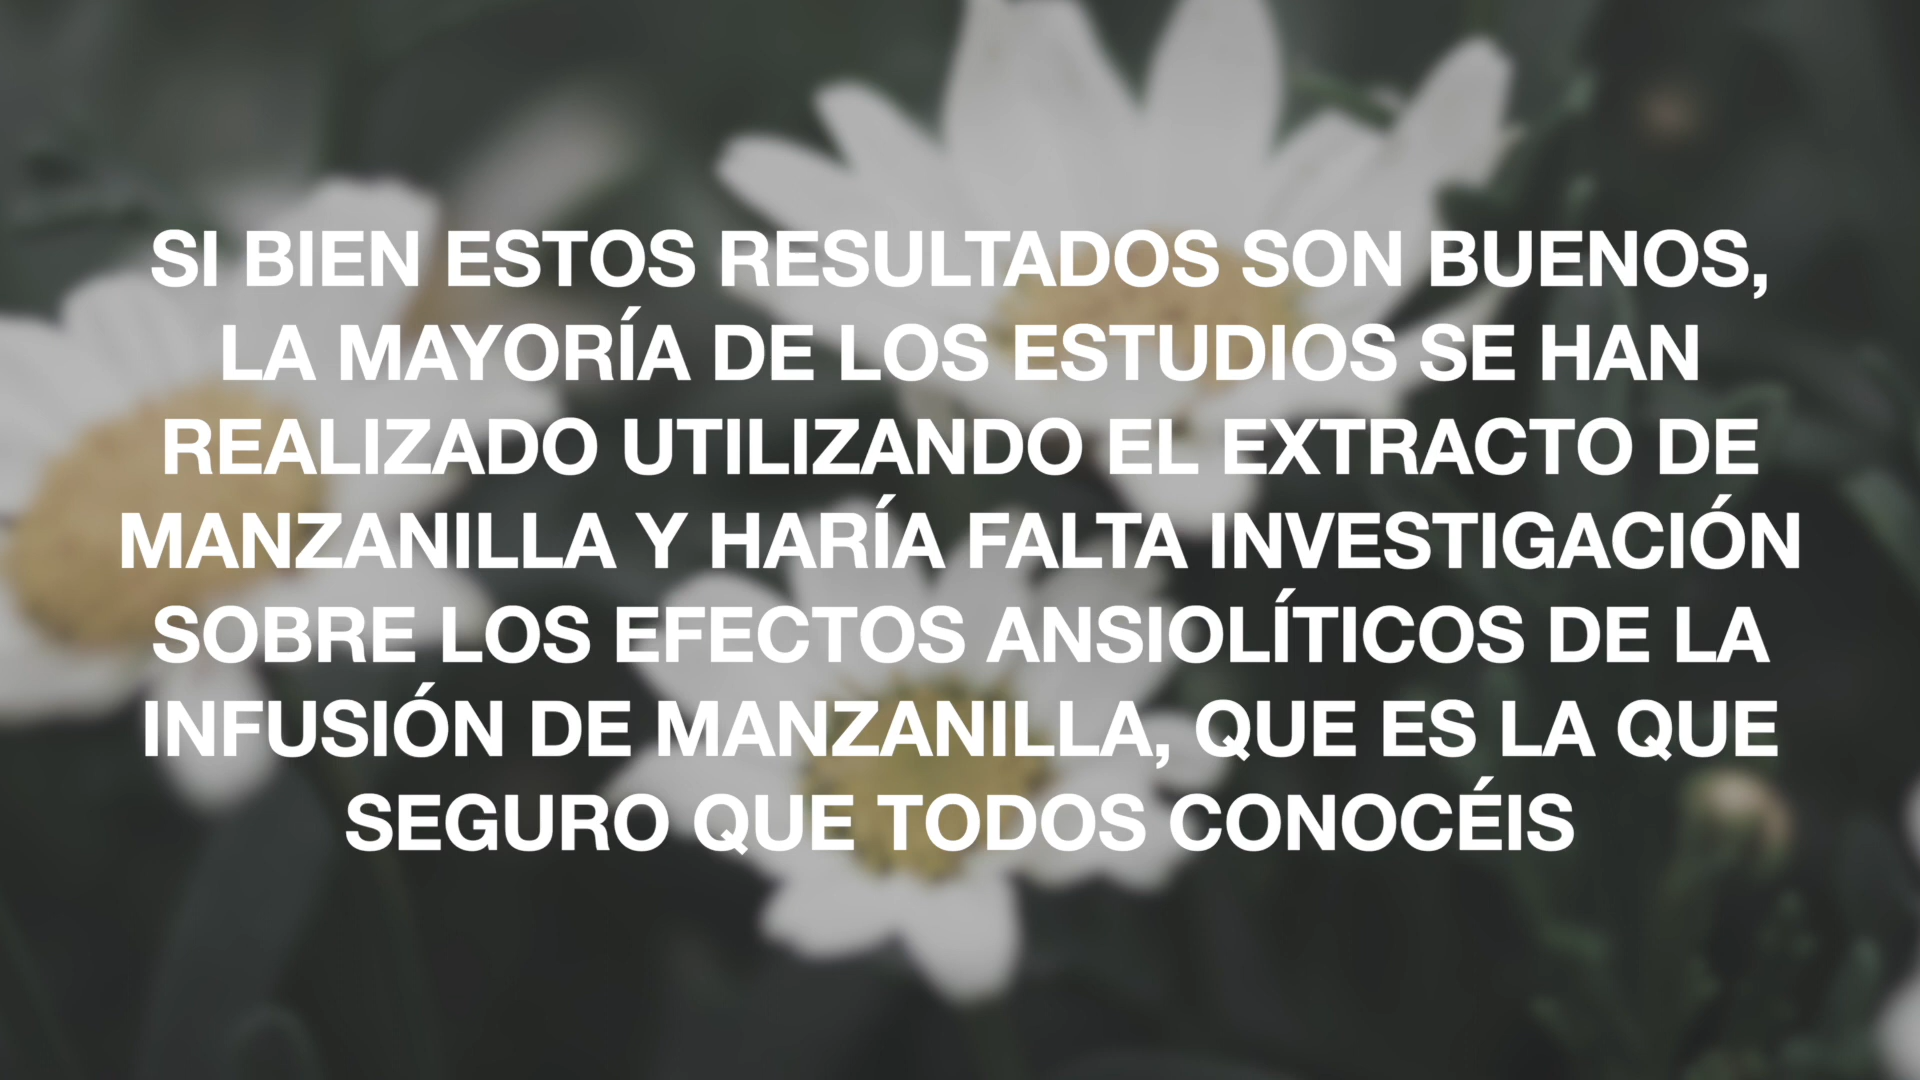 SI BIEN ESTOS RESULTADOS SON BUENOS,
LA MAYORÍA DE LOS ESTUDIOS SE HAN
REALIZADO UTILIZANDO EL EXTRACTO DE
MANZANILLA Y HARÍA FALTA INVESTIGACIÓN
SOBRE LOS EFECTOS ANSIOLÍTICOS DE LA
INFUSIÓN DE MANZANILLA, QUE ES LA QUE
SEGURO QUE TODOS CONOCÉIS